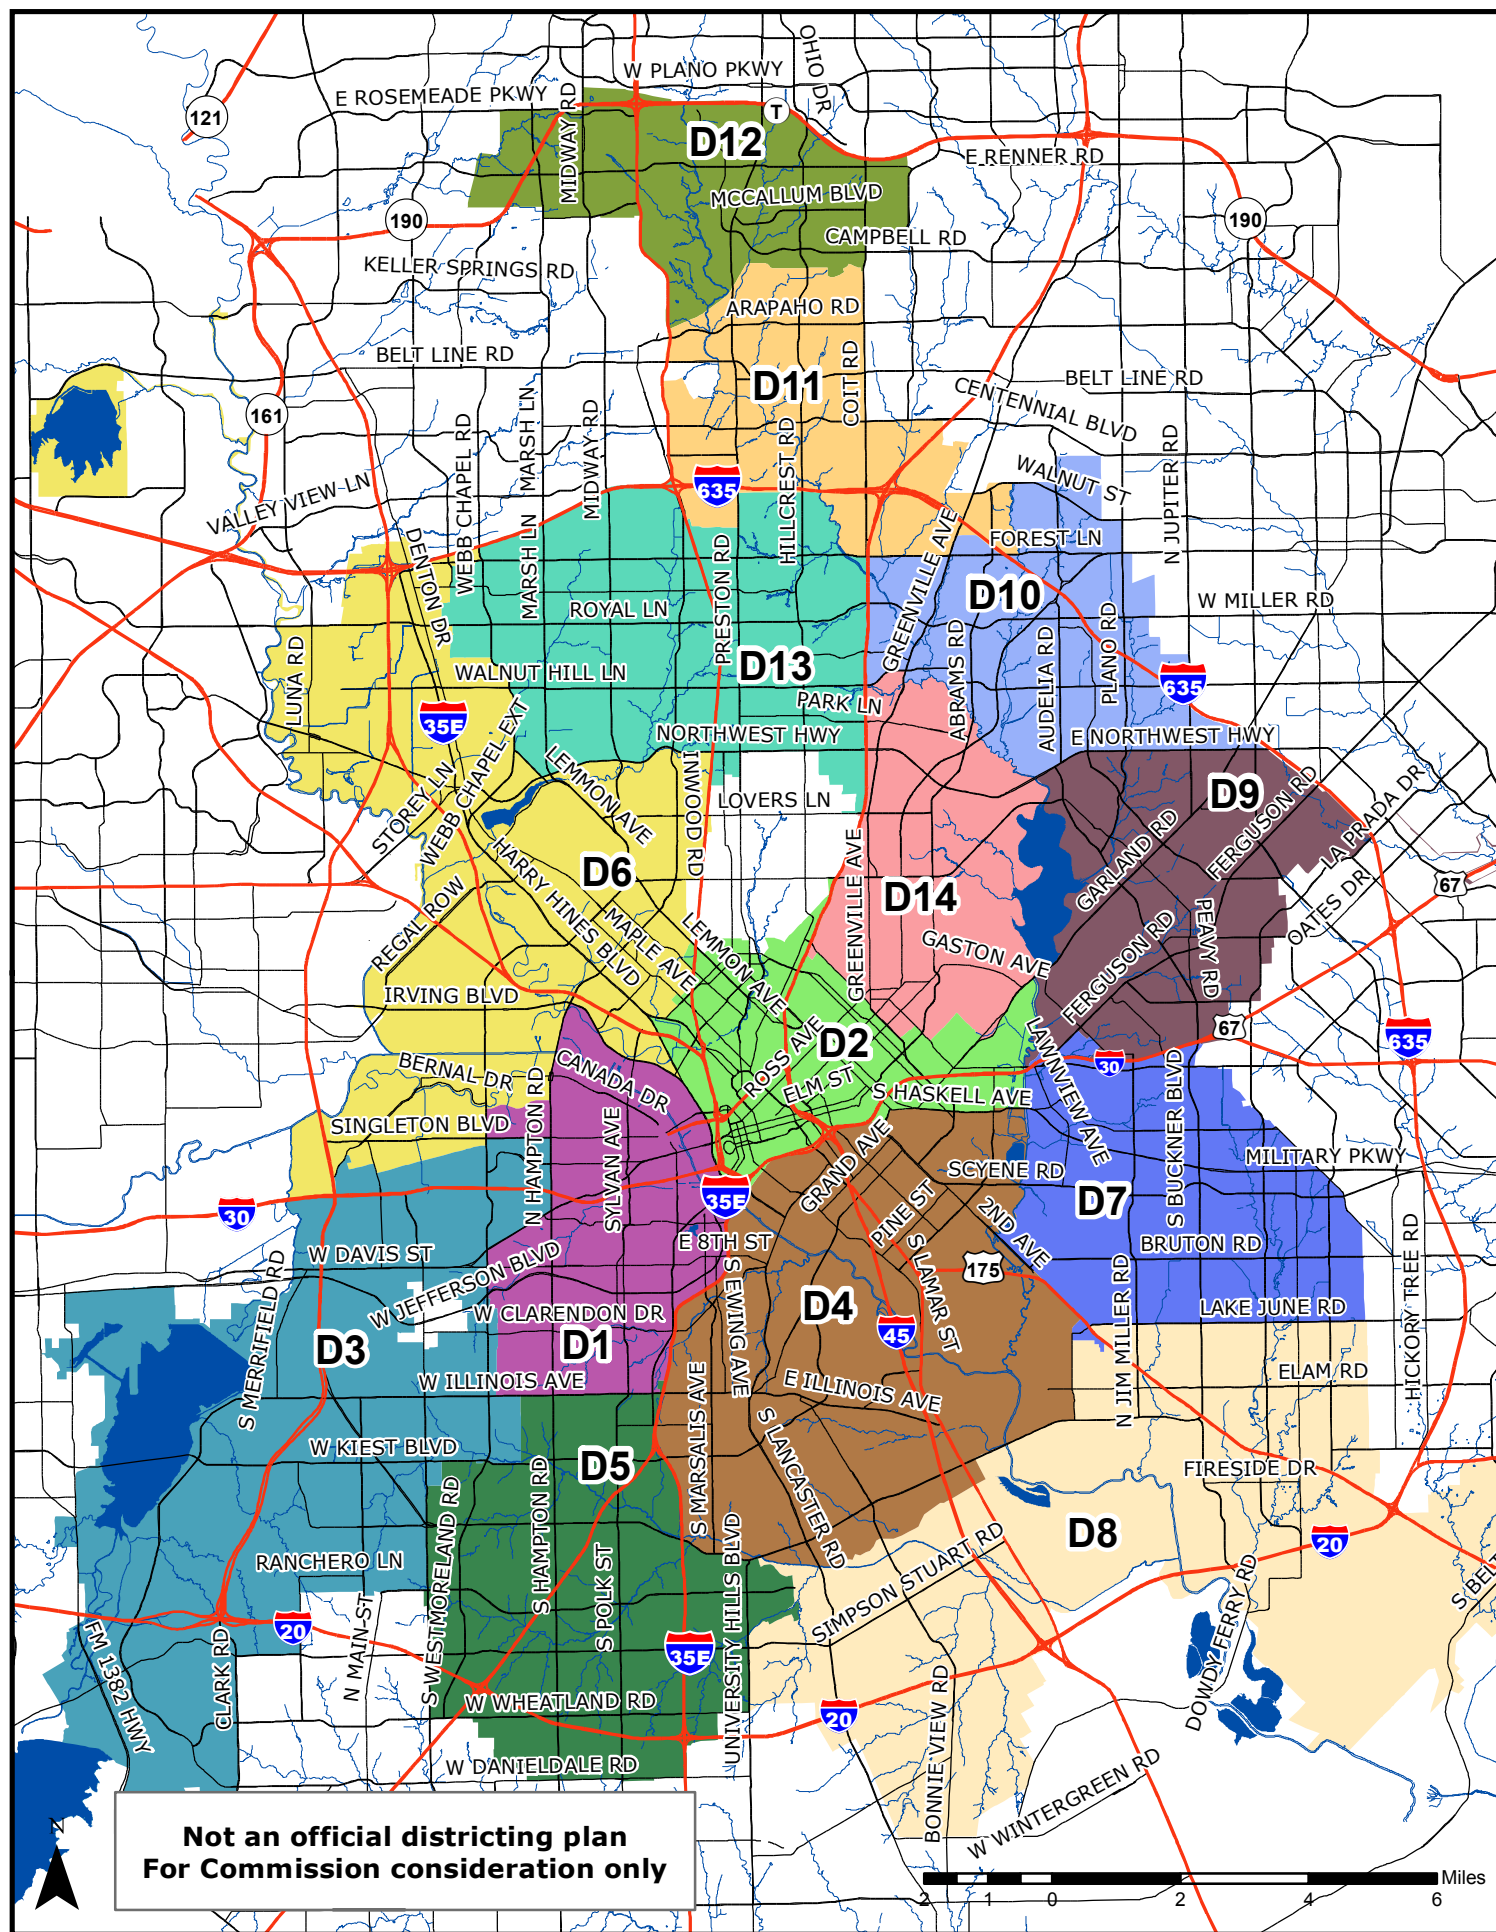 W PLANO PKWY
OHIO DR
E ROSEMEADE PKWY
MIDWAY RD
121
T
D12
E RENNER RD
MCCALLUM BLVD
190
190
CAMPBELL RD
KELLER SPRINGS RD
ARAPAHO RD
BELT LINE RD
COIT RD
D11
BELT LINE RD
CENTENNIAL BLVD
161
WEBB CHAPEL RD
MARSH LN
MIDWAY RD
HILLCREST RD
N JUPITER RD
WALNUT ST
635
VALLEY VIEW LN
DENTON DR
MARSH LN
PRESTON RD
GREENVILLE AVE
FOREST LN
D10
ROYAL LN
W MILLER RD
LUNA RD
WALNUT HILL LN
D13
ABRAMS RD
AUDELIA RD
PLANO RD
635
PARK LN
35E
NORTHWEST HWY
E NORTHWEST HWY
WEBB CHAPEL EXT
STOREY LN
LEMMON AVE
INWOOD RD
LOVERS LN
D9
FERGUSON RD
LA PRADA DR
HARRY HINES BLVD
D6
GREENVILLE AVE
D14
GARLAND RD
67
OATES DR
REGAL ROW
MAPLE AVE
LEMMON AVE
GASTON AVE
FERGUSON RD
PEAVY RD
IRVING BLVD
67
D2
ROSS AVE
635
BERNAL DR
CANADA DR
ELM ST
LAWNVIEW AVE
30
S HASKELL AVE
SINGLETON BLVD
N HAMPTON RD
SYLVAN AVE
GRAND AVE
S BUCKNER BLVD
MILITARY PKWY
SCYENE RD
35E
30
PINE ST
2ND AVE
D7
E 8TH ST
BRUTON RD
W DAVIS ST
W JEFFERSON BLVD
S MERRIFIELD RD
S EWING AVE
S LAMAR ST
175
N JIM MILLER RD
HICKORY TREE RD
W CLARENDON DR
D4
LAKE JUNE RD
D3
D1
45
W ILLINOIS AVE
E ILLINOIS AVE
ELAM RD
W KIEST BLVD
D5
S MARSALIS AVE
S LANCASTER RD
FIRESIDE DR
S WESTMORELAND RD
S HAMPTON RD
D8
RANCHERO LN
S POLK ST
UNIVERSITY HILLS BLVD
SIMPSON STUART RD
20
S BELT
FM 1382 HWY
CLARK RD
20
N MAIN ST
35E
DOWDY FERRY RD
W WHEATLAND RD
20
BONNIE VIEW RD
W DANIELDALE RD
W WINTERGREEN RD
N
Not an official districting plan
For Commission consideration only
Miles
2 1 0 2 4 6